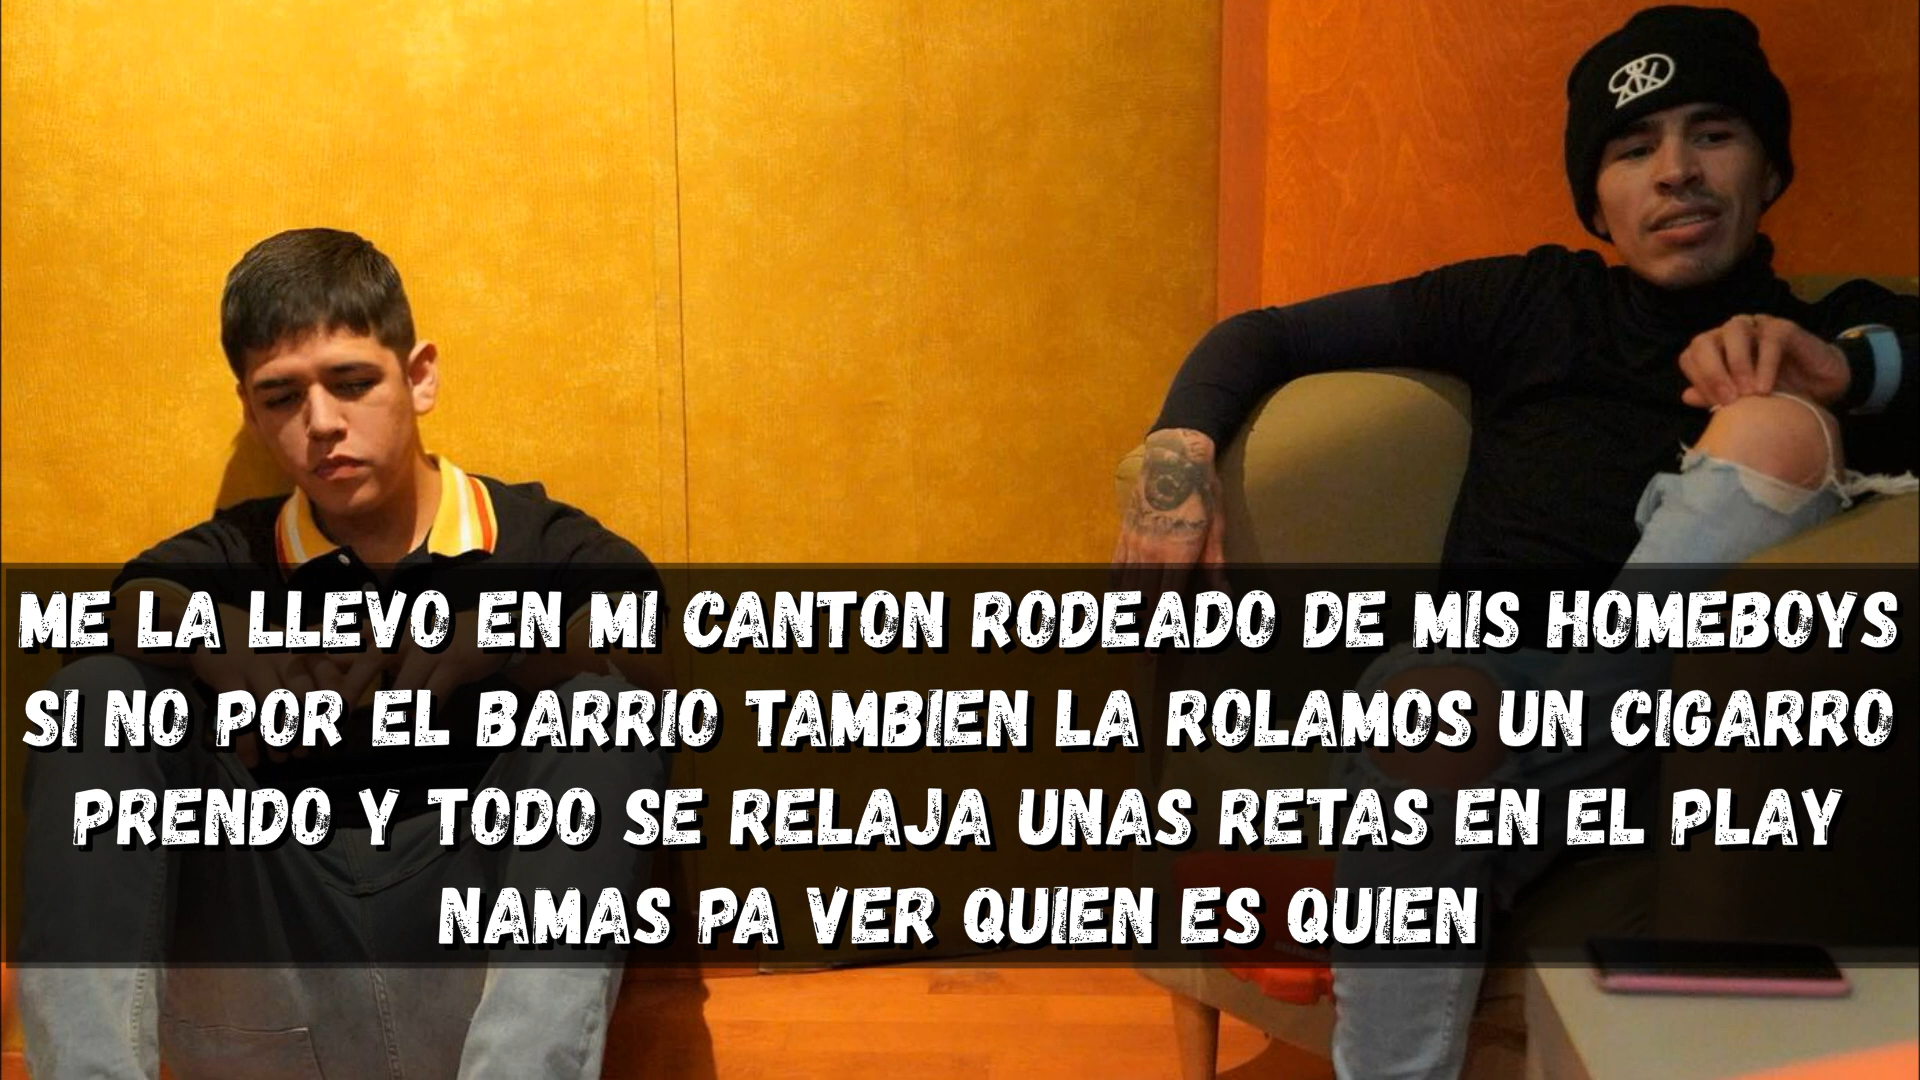 ME LA LLEVO EN MI CANTON RODEADO DE MIS HOMEBOYS
SI NO POR EL BARRIO TAMBIEN LA ROLAMOS UN CIGARRO
PRENDO Y TODO SE RELAJA UNAS RETAS EN EL PLAY
NAMAS PA VER QUIEN ES QUIEN